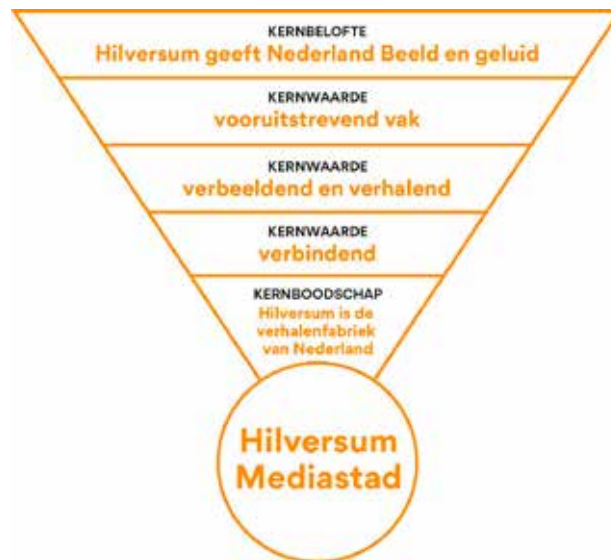 KERNBELOFTE
Hilversum geeft Nederland Beeld en geluid
KERNWAARDE
vooruitstrevend vak
KERNWAARDE
verbeeldend en verhalend
KERNWAARDE
verbindend
KERNBOODSCHAP
Hilversum is de
verhalenfabriek
van Nederland
Hilversum
Mediastad